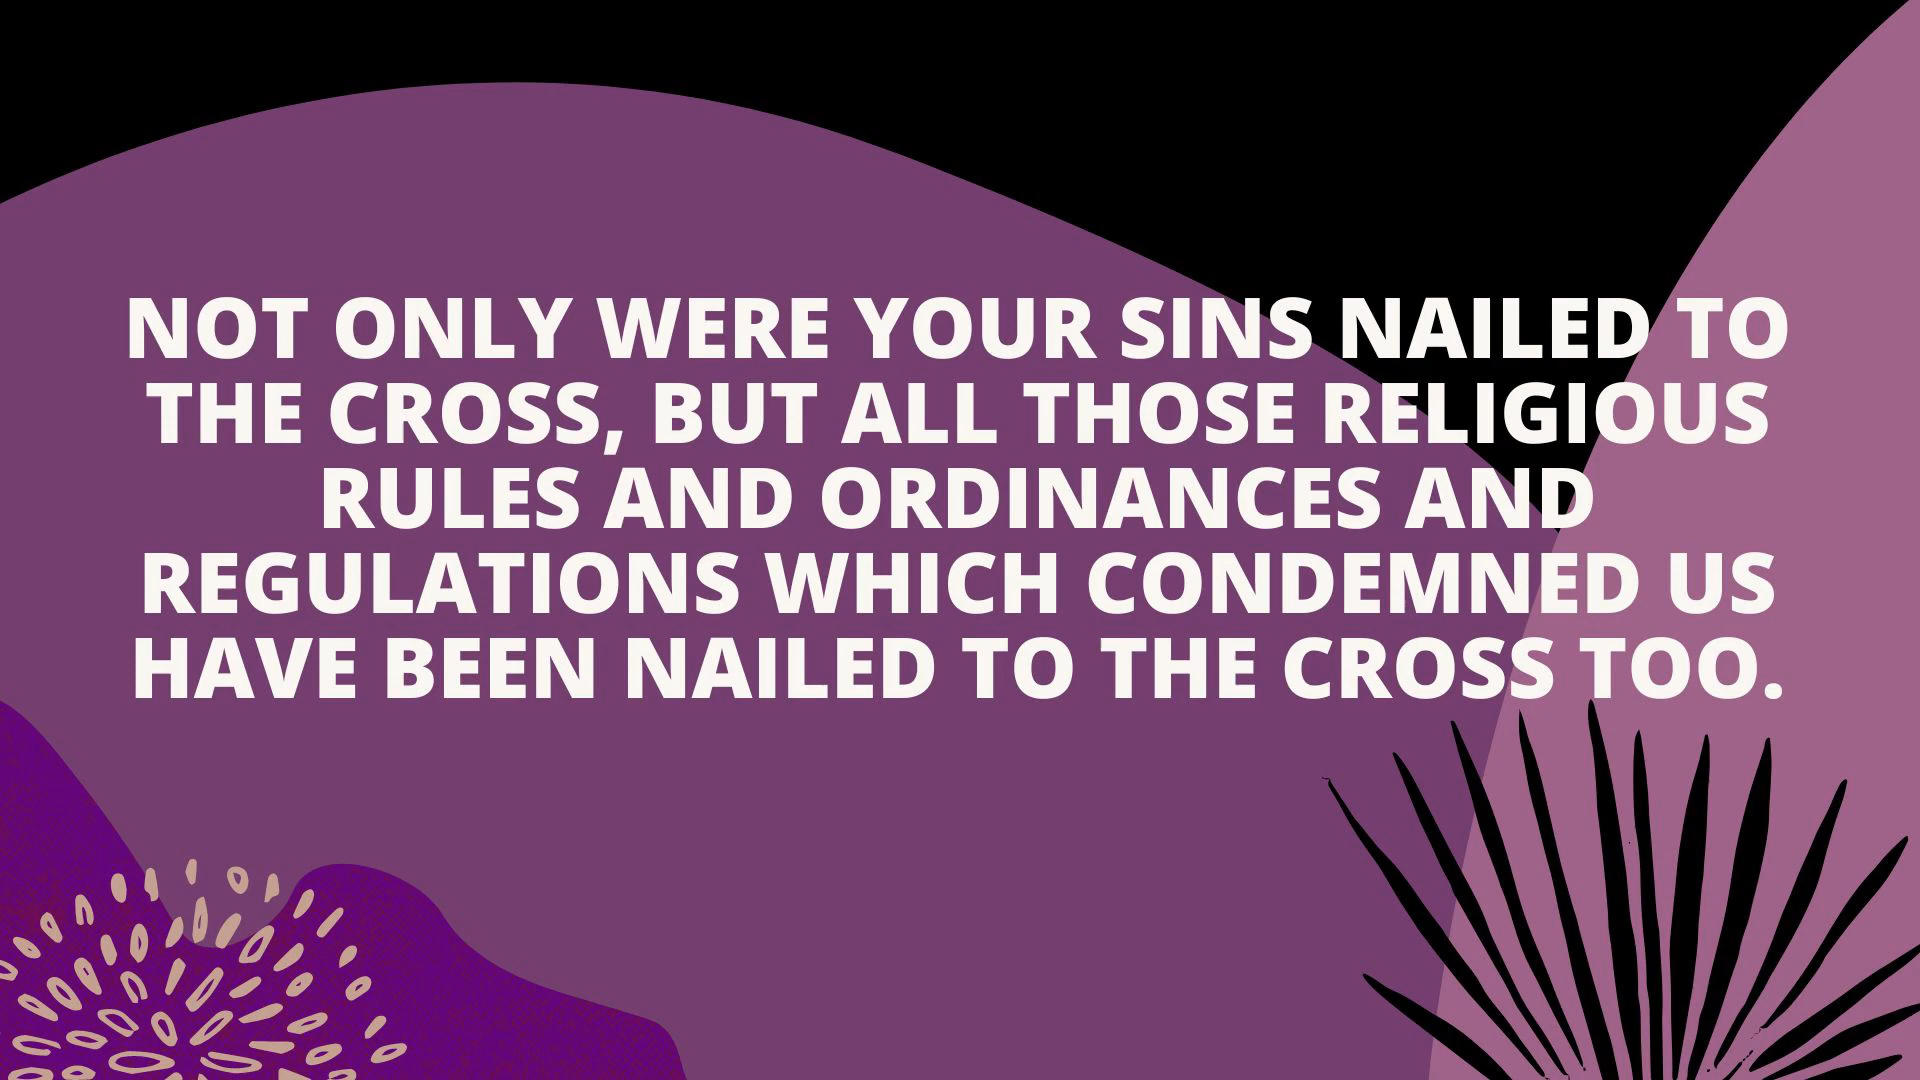 NOT ONLY WERE YOUR SINS NAILED TO
THE CROSS, BUT ALL THOSE RELIGIOUS
RULES AND ORDINANCES AND
REGULATIONS WHICH CONDEMNED US
HAVE BEEN NAILED TO THE CROSS TOO.